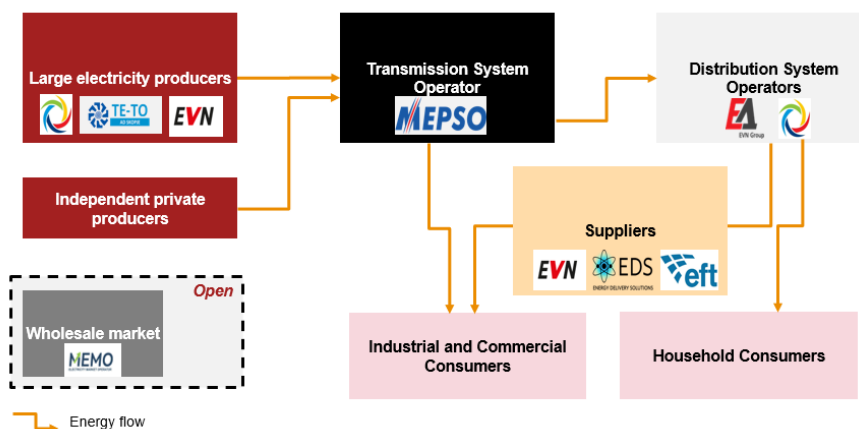 Large electricity producers
TE-TO
AD SKOPJE
EVN
Transmission System
Operator
MEPSO
Distribution System
Operators
EA
EVN Group
Independent private
producers
Suppliers
EVN
EDS
ENERGY DELIVERY SOLUTIONS
eft
Open
Wholesale market
MEMO
ELECTRICITY MARKET OPERATOR
Industrial and Commercial
Consumers
Household Consumers
Energy flow